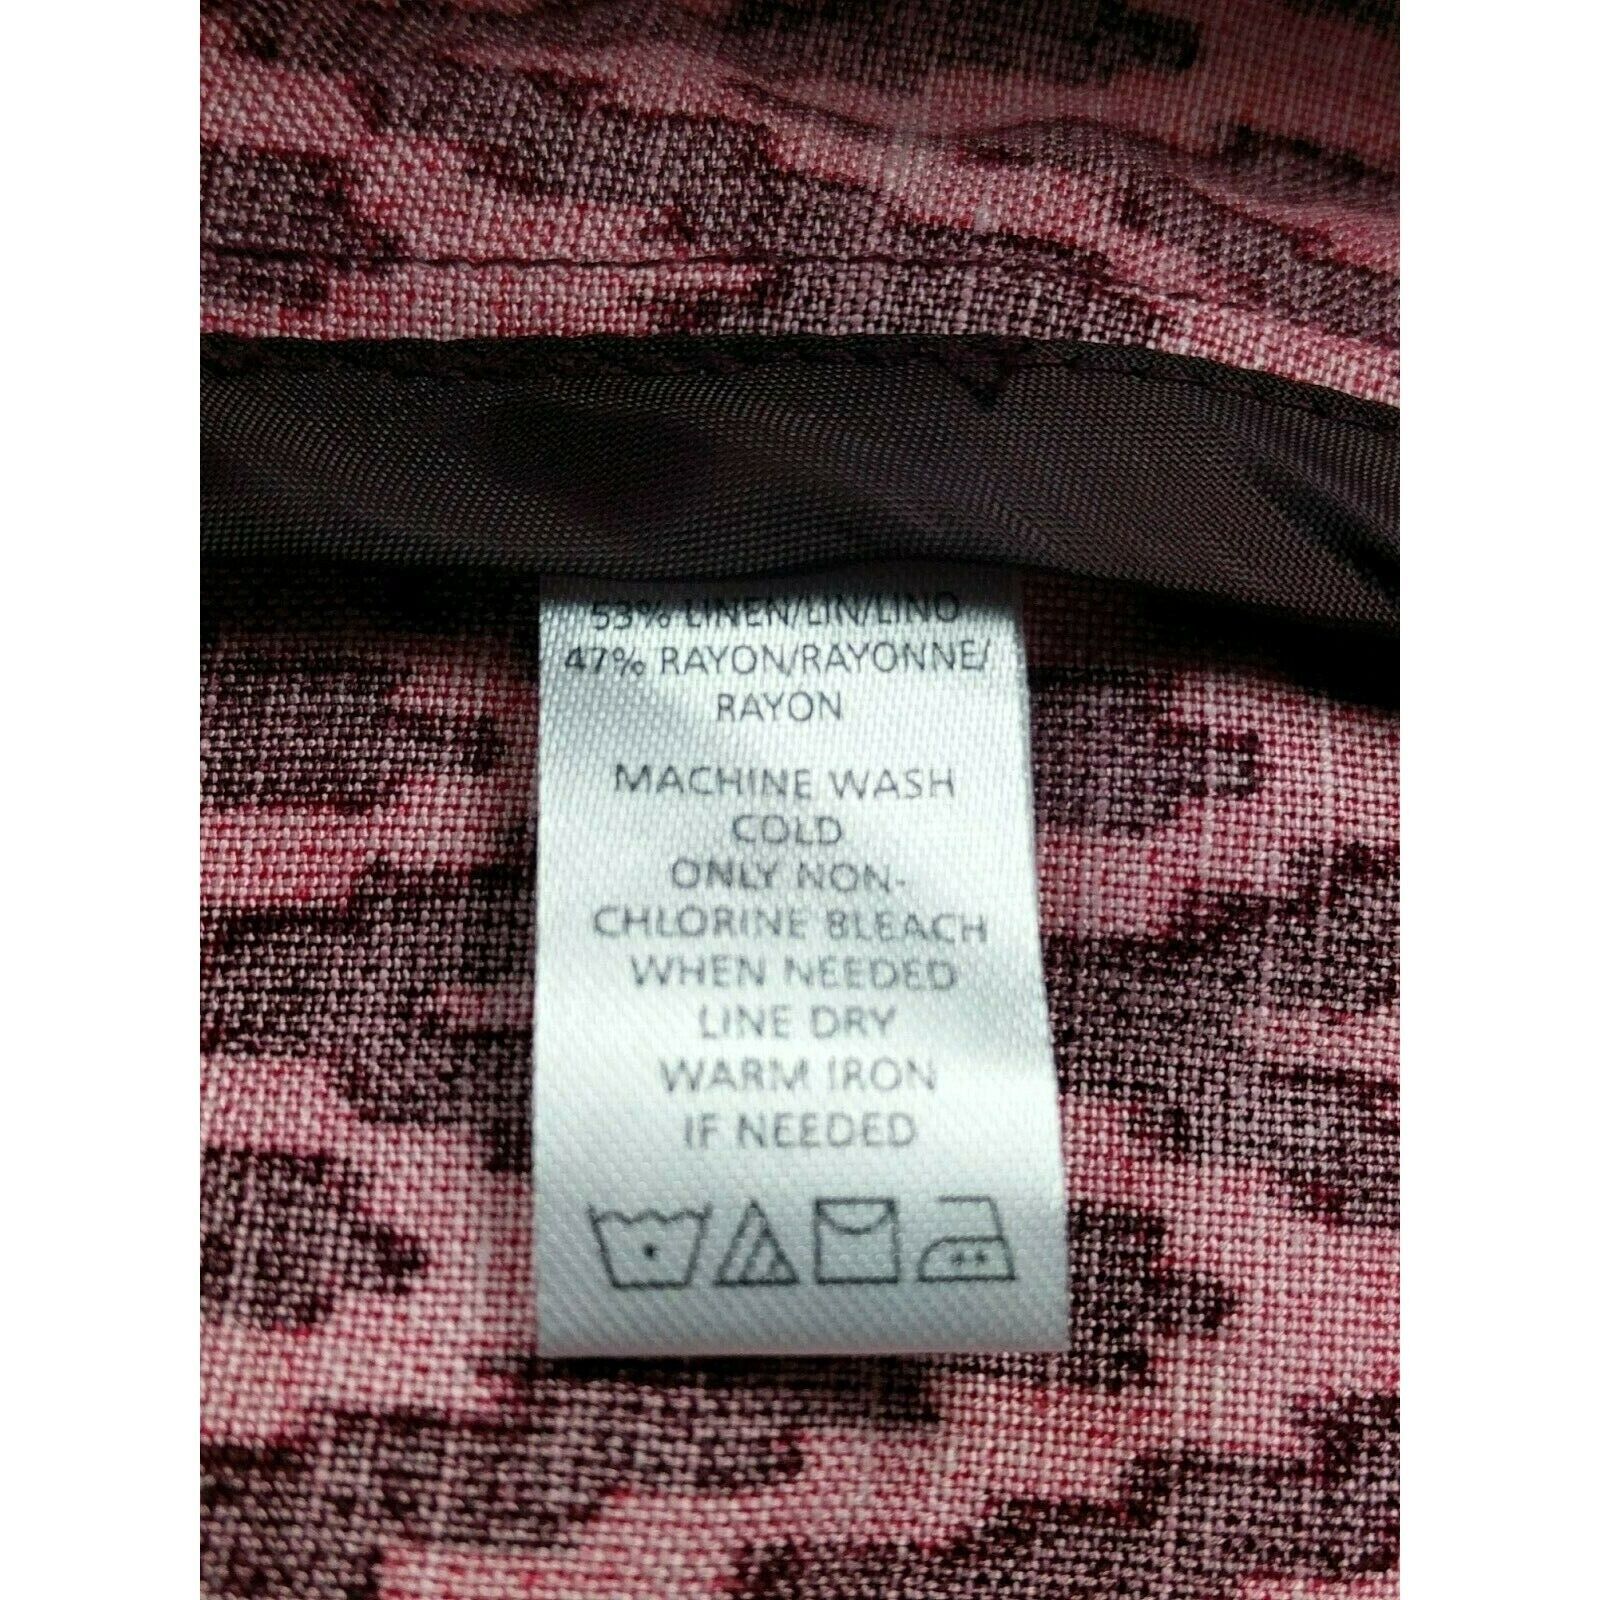 53% LINEN/LIN/LINO
47% RAYON/RAYONNE/
RAYON
MACHINE WASH
COLD
ONLY NON-
CHLORINE BLEACH
WHEN NEEDED
LINE DRY
WARM IRON
IF NEEDED